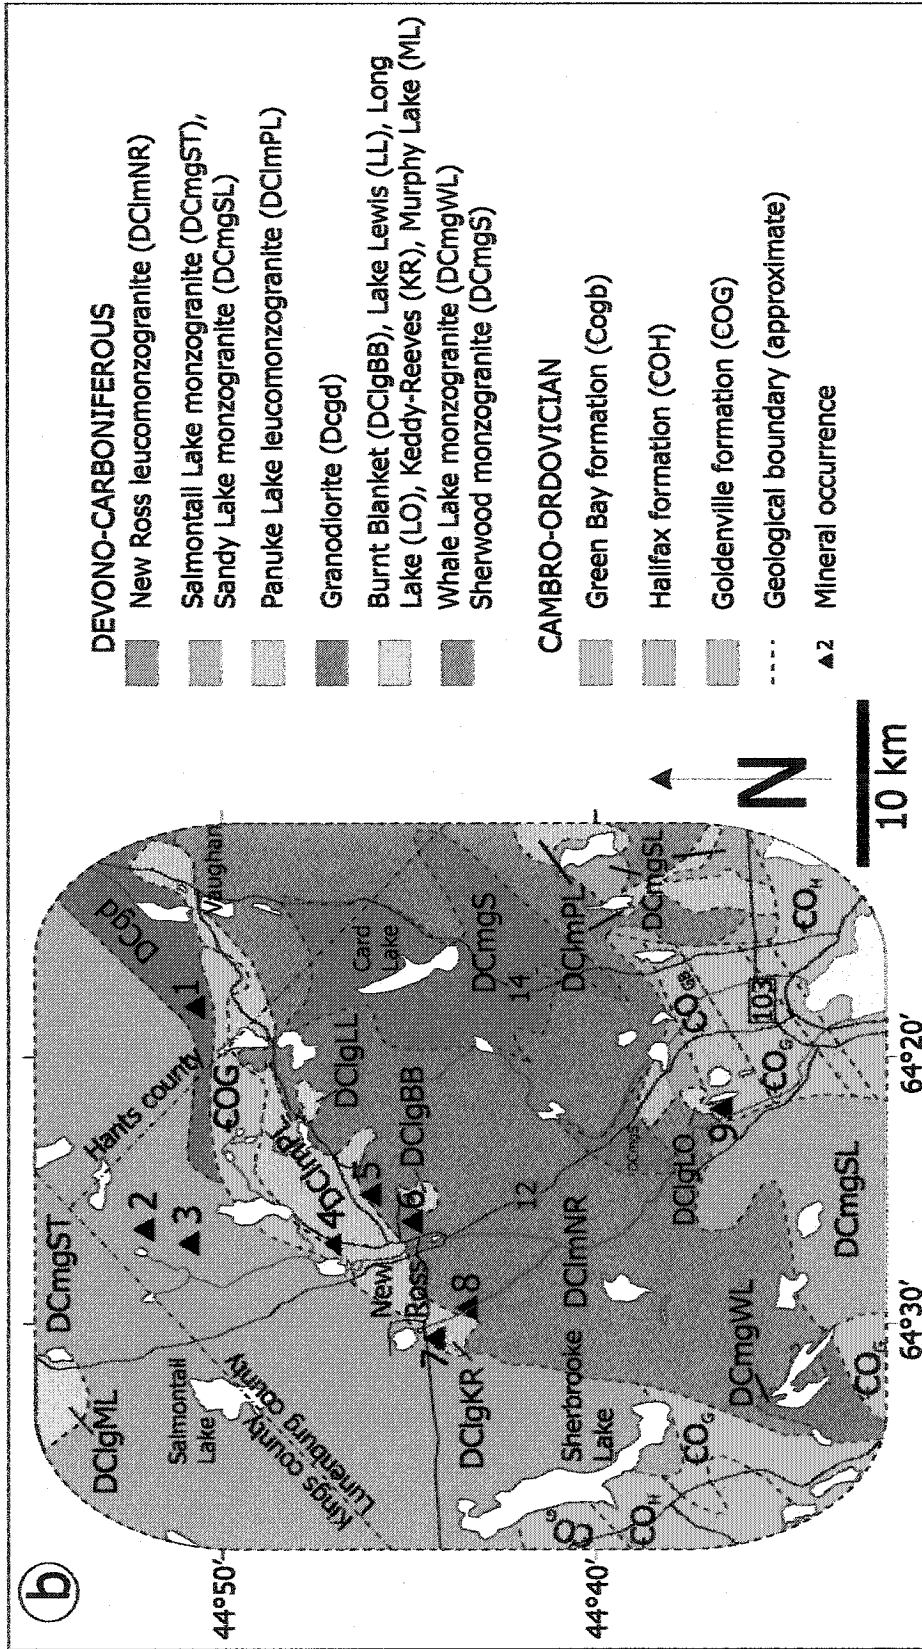 b
DCmgST
DClgML
Hants county
DCgd
Salmontail
Lake
Kings county
Lunenburg county
2
3
1
COG
Vaughan
44°50'
DClmPL
4
5
DClgLL
Card
Lake
New
Ross
6
DClgBB
7
8
DClgKR
12
14
DCmgS
Sherbrooke
Lake
DClmNR
44°40'
DClmPL
DCmgSL
COG
COH
COG
DClgLO
COGB
9
COG
103
COH
DCmgWL
DCmgSL
COG
64°30'
64°20'
N
10 km
DEVONO-CARBONIFEROUS
New Ross leucomonzogranite (DClmNR)
Salmontail Lake monzogranite (DCmgST),
Sandy Lake monzogranite (DCmgSL)
Panuke Lake leucomonzogranite (DClmPL)
Granodiorite (Dcgd)
Burnt Blanket (DClgBB), Lake Lewis (LL), Long
Lake (LO), Keddy-Reeves (KR), Murphy Lake (ML)
Whale Lake monzogranite (DCmgWL)
Sherwood monzogranite (DCmgS)
CAMBRO-ORDOVICIAN
Green Bay formation (Cogb)
Halifax formation (COH)
Goldenville formation (COG)
Geological boundary (approximate)
▲2 Mineral occurrence